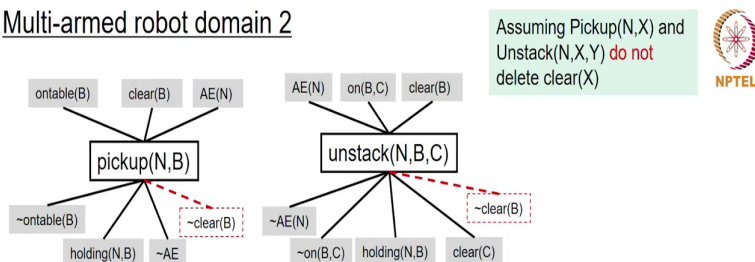 Multi-armed robot domain 2
Assuming Pickup(N,X) and
Unstack(N,X,Y) do not
delete clear(X)
NPTEL
ontable(B) clear(B) AE(N)
pickup(N,B)
~ontable(B) ~clear(B)
holding(N,B) ~AE
AE(N) on(B,C) clear(B)
unstack(N,B,C)
~AE(N) ~clear(B)
~on(B,C) holding(N,B) clear(C)